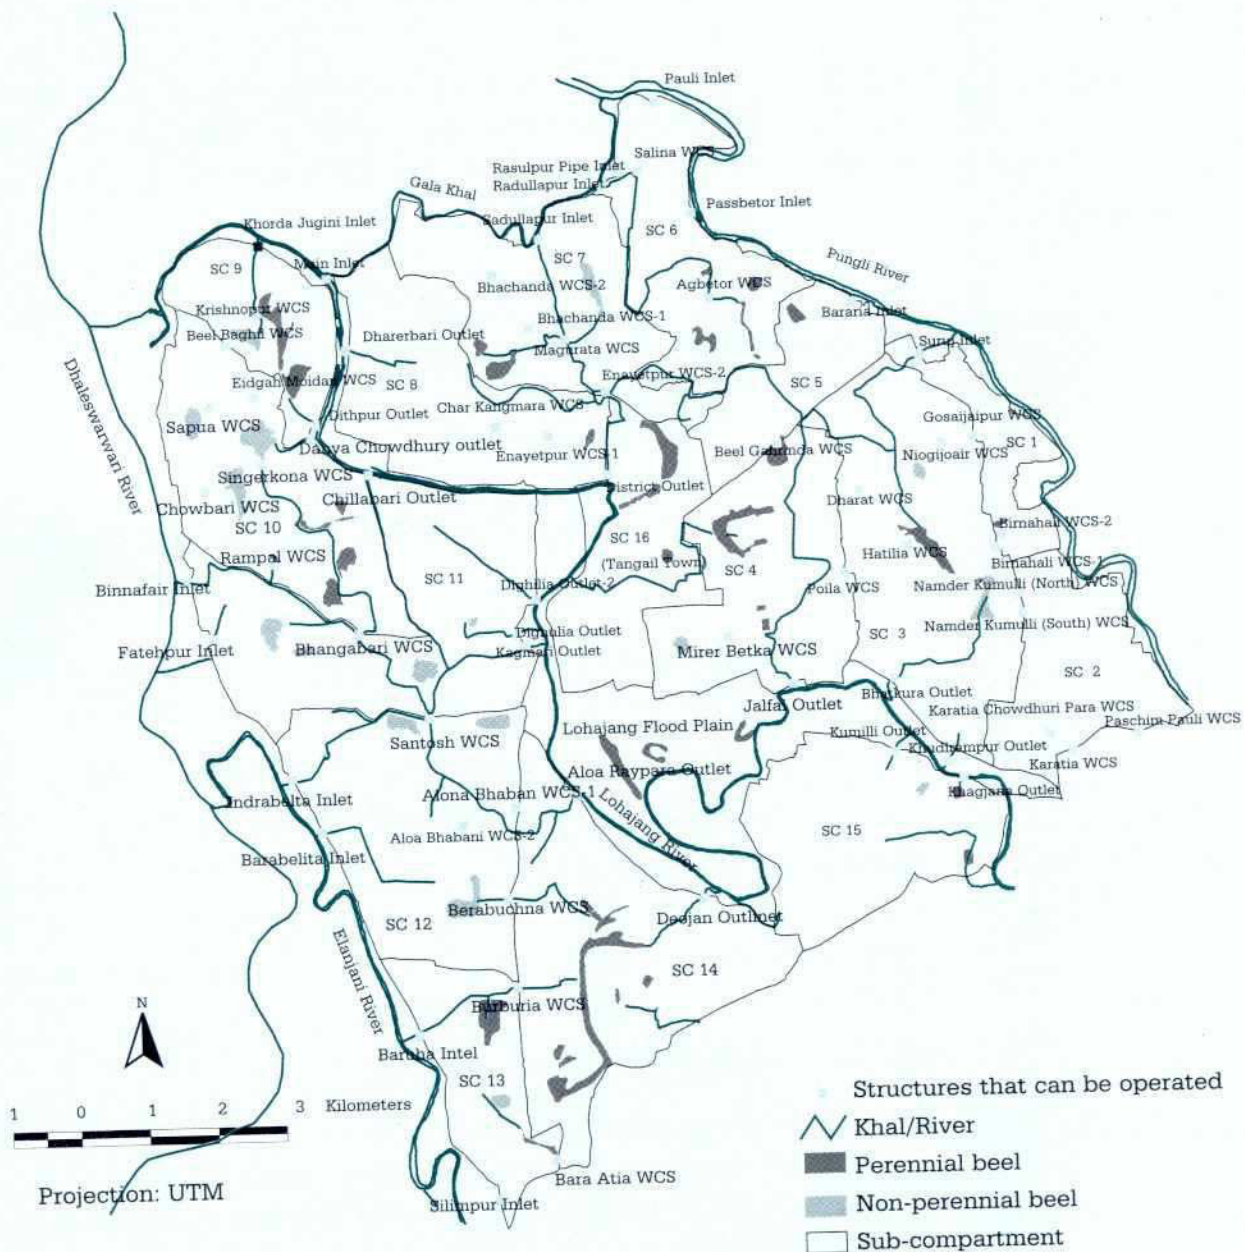 Pauli Inlet
Salina WCS
Rasulpur Pipe Inlet
Radullapur Inlet
Gala Khal
Passbetor Inlet
Sadullapur Inlet
Khorda Jugini Inlet
SC 6
Pungli River
SC 7
Main Inlet
SC 9
Bhachanda WCS-2
Agbetor WCS
Krishnopur WCS
Bhachanda WCS-1
Barana Inlet
Beel Baghil WCS
Dharerbari Outlet
Magurata WCS
Surup Inlet
Dhaleswarwari River
Eidgah Moidan WCS
SC 8
Enayetpur WCS-2
SC 5
Char Kangmara WCS
Dithpur Outlet
Gosaijaipur WCS
Sapua WCS
SC 1
Danya Chowdhury outlet
Enayetpur WCS-1
Beel Gahrinda WCS
Niogijoair WCS
Singerkona WCS
District Outlet
Chillabari Outlet
Dharat WCS
Chowbari WCS
SC 10
Birnahali WCS-2
SC 16
(Tangail Town)
Rampal WCS
Hatilia WCS
Birnahali WCS-1
SC 4
SC 11
Binnafair Inlet
Dighilia Outlet-2
Poila WCS
Namder Kumulli (North) WCS
Fatehpur Inlet
Bhangabari WCS
Dighulia Outlet
Kagmari Outlet
Mirer Betka WCS
SC 3
Namder Kumulli (South) WCS
SC 2
Bhatkura Outlet
Jalfai Outlet
Karatia Chowdhuri Para WCS
Paschim Pauli WCS
Lohajang Flood Plain
Kumilli Outlet
Santosh WCS
Khudirampur Outlet
Karatia WCS
Aloa Raypara Outlet
Indrabelta Inlet
Alona Bhaban WCS-1
Khagjana Outlet
Lohajang River
Aloa Bhabani WCS-2
SC 15
Barabelita Inlet
Berabuchna WCS
Deojan Outlinet
SC 12
Elanjani River
SC 14
N
Burburia WCS
Baruha Intel
SC 13
Structures that can be operated
1 0 1 2 3 Kilometers
Khal/River
Perennial beel
Bara Atia WCS
Projection: UTM
Non-perennial beel
Silimpur Inlet
Sub-compartment